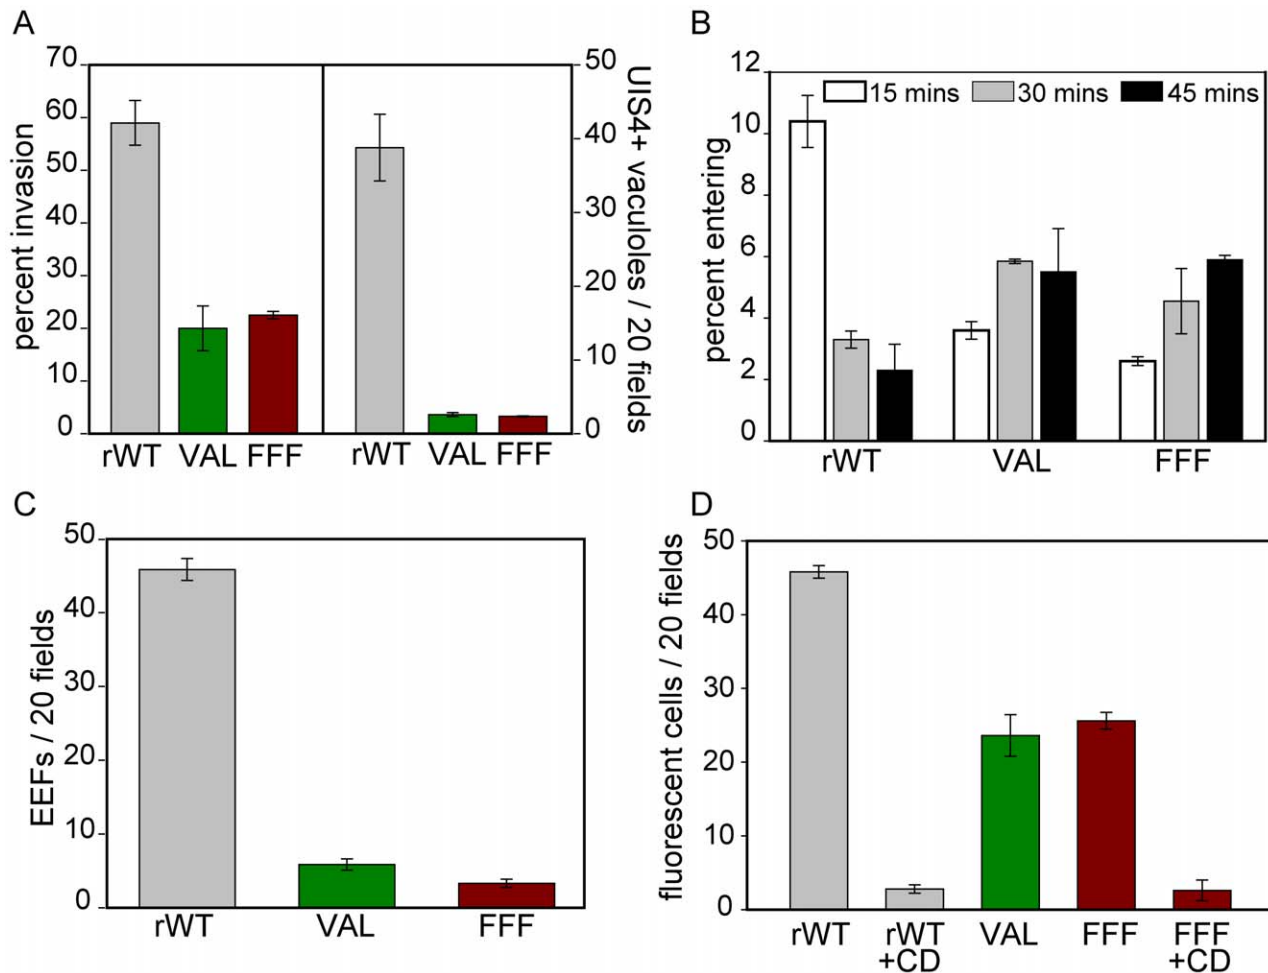 A
percent invasion
70
60
50
40
30
20
10
0
rWT VAL FFF
rWT VAL FFF
50
40
30
20
10
0
UIS4+ vaculoles / 20 fields
B
percent entering
12
10
8
6
4
2
0
15 mins 30 mins 45 mins
rWT VAL FFF
C
EEFs / 20 fields
50
40
30
20
10
0
rWT VAL FFF
D
fluorescent cells / 20 fields
50
40
30
20
10
0
rWT rWT VAL FFF FFF
+CD +CD